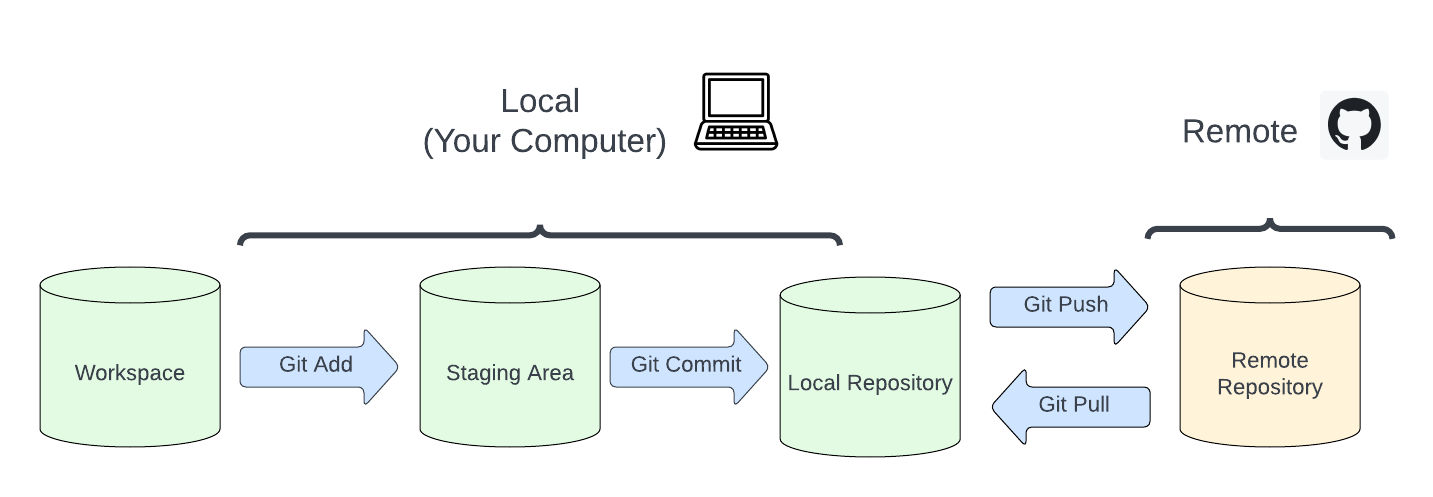 Local
(Your Computer)
Remote
Workspace
Git Add
Staging Area
Git Commit
Local Repository
Git Push
Git Pull
Remote
Repository